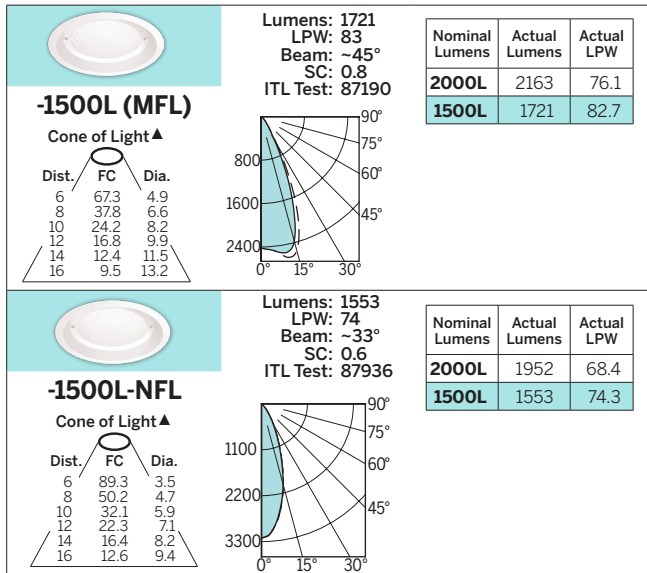 -1500L (MFL)
Cone of Light▲
Dist. FC Dia.
6 67.3 4.9
8 37.8 6.6
10 24.2 8.2
12 16.8 9.9
14 12.4 11.5
16 9.5 13.2
Lumens: 1721
LPW: 83
Beam: ~45°
SC: 0.8
ITL Test: 87190
90°
75°
60°
45°
800
1600
2400
0° 15° 30°
Nominal Lumens Actual Lumens Actual LPW
2000L 2163 76.1
1500L 1721 82.7
-1500L-NFL
Cone of Light▲
Dist. FC Dia.
6 89.3 3.5
8 50.2 4.7
10 32.1 5.9
12 22.3 7.1
14 16.4 8.2
16 12.6 9.4
Lumens: 1553
LPW: 74
Beam: ~33°
SC: 0.6
ITL Test: 87936
90°
75°
60°
45°
1100
2200
3300
0° 15° 30°
Nominal Lumens Actual Lumens Actual LPW
2000L 1952 68.4
1500L 1553 74.3